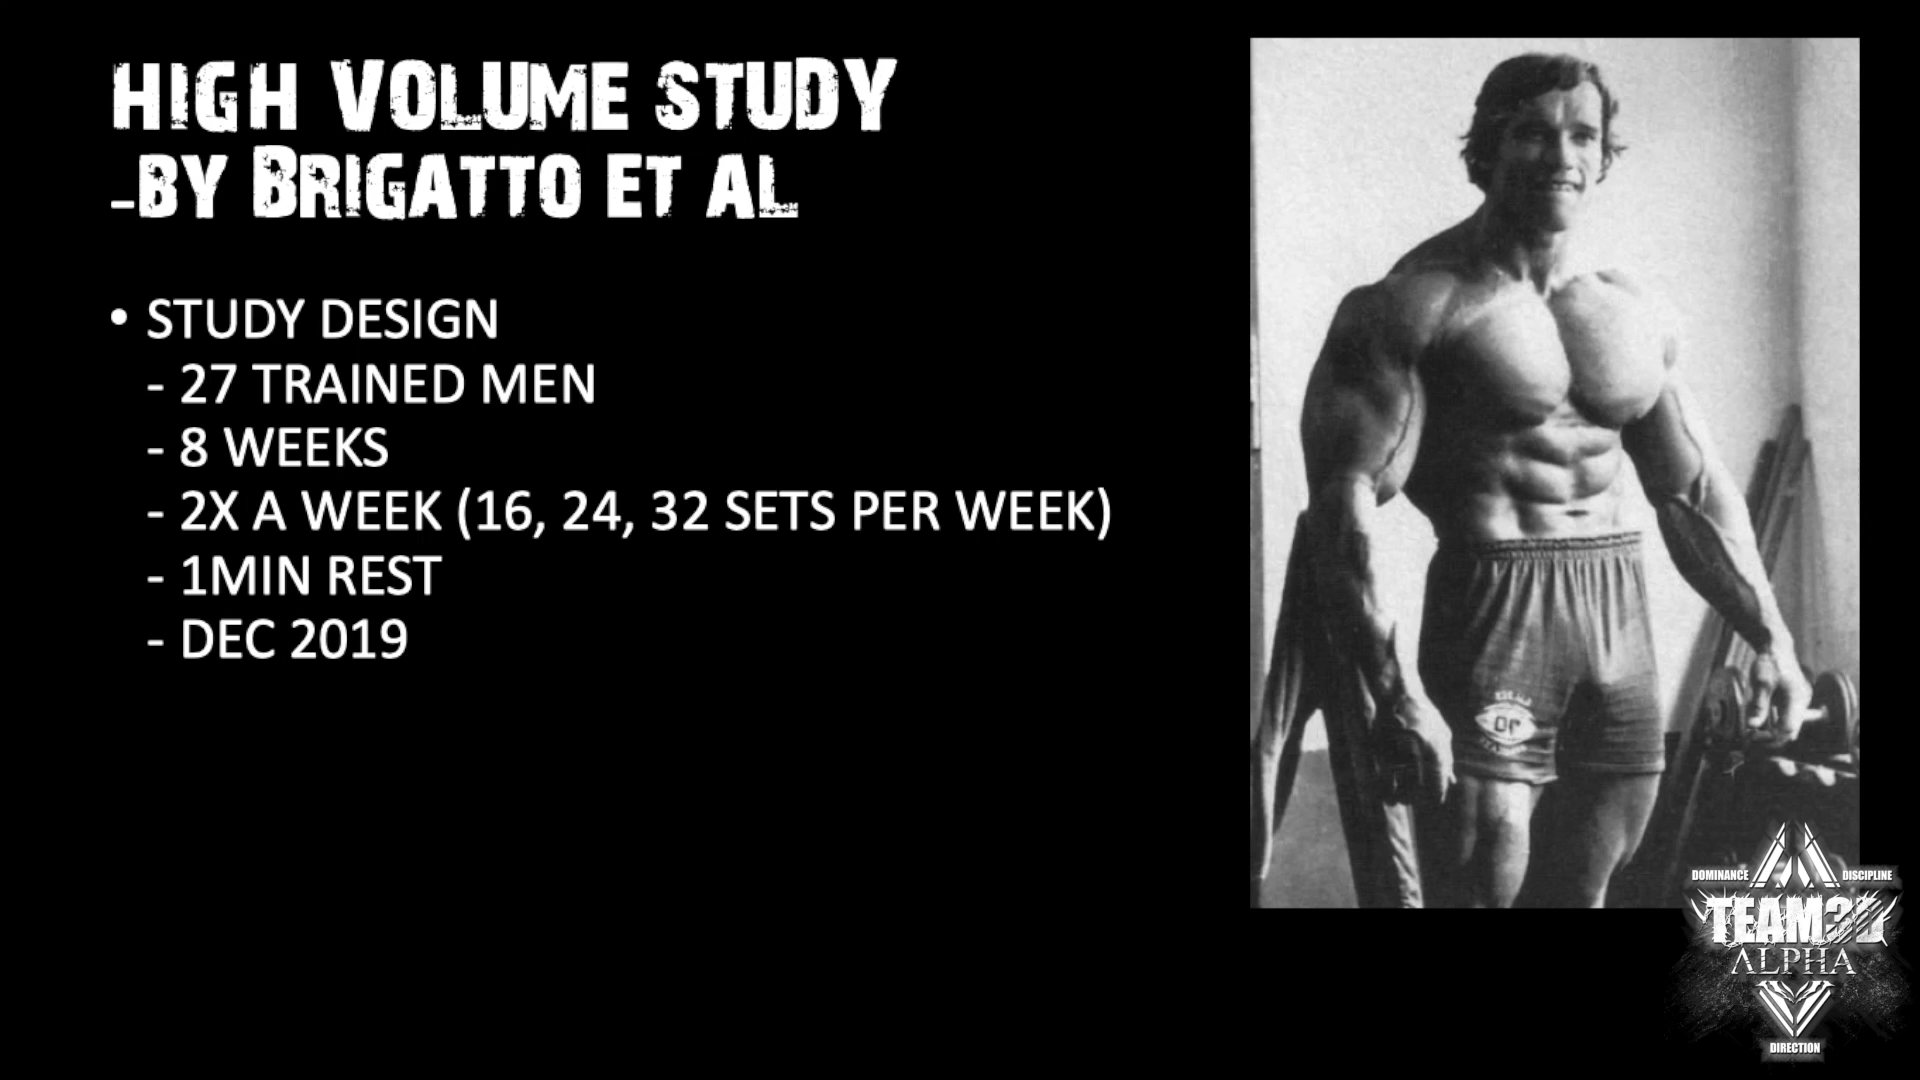 HIGH VOLUME STUDY
-BY BRIGATTO ET AL
• STUDY DESIGN
- 27 TRAINED MEN
- 8 WEEKS
- 2X A WEEK (16, 24, 32 SETS PER WEEK)
- 1MIN REST
- DEC 2019
DOMINANCE DISCIPLINE
TEAM3D
ALPHA
DIRECTION